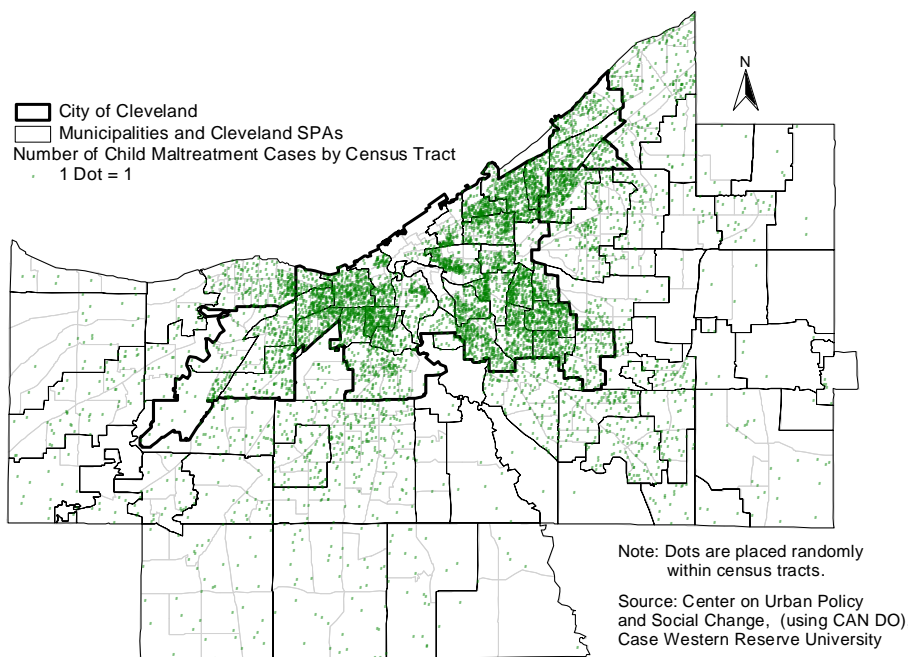 N
City of Cleveland
Municipalities and Cleveland SPAs
Number of Child Maltreatment Cases by Census Tract
1 Dot = 1
Note: Dots are placed randomly
within census tracts.
Source: Center on Urban Policy
and Social Change, (using CAN DO)
Case Western Reserve University